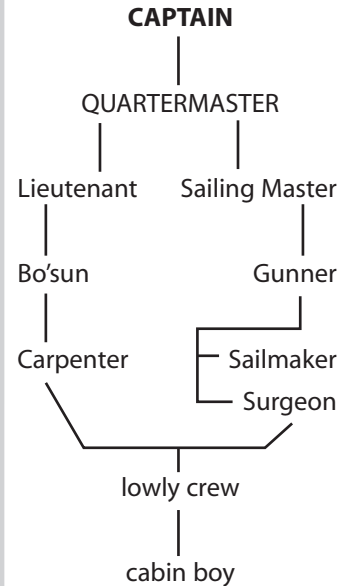 CAPTAIN
QUARTERMASTER
Lieutenant Sailing Master
Bo’sun Gunner
Carpenter Sailmaker
Surgeon
lowly crew
cabin boy